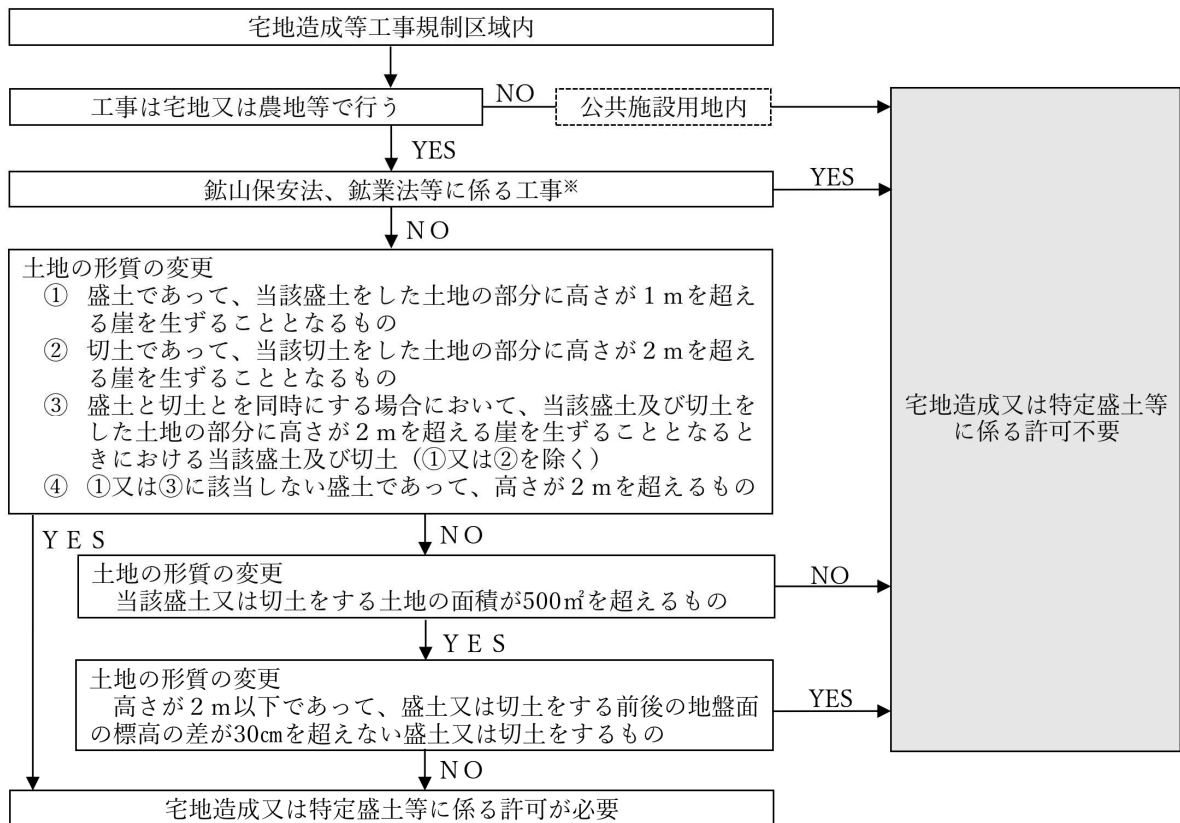 宅地造成等工事規制区域内
工事は宅地又は農地等で行う
NO
公共施設用地内
YES
鉱山保安法、鉱業法等に係る工事※
YES
NO
土地の形質の変更
① 盛土であって、当該盛土をした土地の部分に高さが1mを超え
る崖を生ずることとなるもの
② 切土であって、当該切土をした土地の部分に高さが2mを超え
る崖を生ずることとなるもの
③ 盛土と切土とを同時にする場合において、当該盛土及び切土を
した土地の部分に高さが2mを超える崖を生ずることとなると
きにおける当該盛土及び切土（①又は②を除く）
④ ①又は③に該当しない盛土であって、高さが2mを超えるもの
宅地造成又は特定盛土等
に係る許可不要
YES
NO
土地の形質の変更
当該盛土又は切土をする土地の面積が500㎡を超えるもの
NO
YES
土地の形質の変更
高さが2m以下であって、盛土又は切土をする前後の地盤面
の標高の差が30㎝を超えない盛土又は切土をするもの
YES
NO
宅地造成又は特定盛土等に係る許可が必要